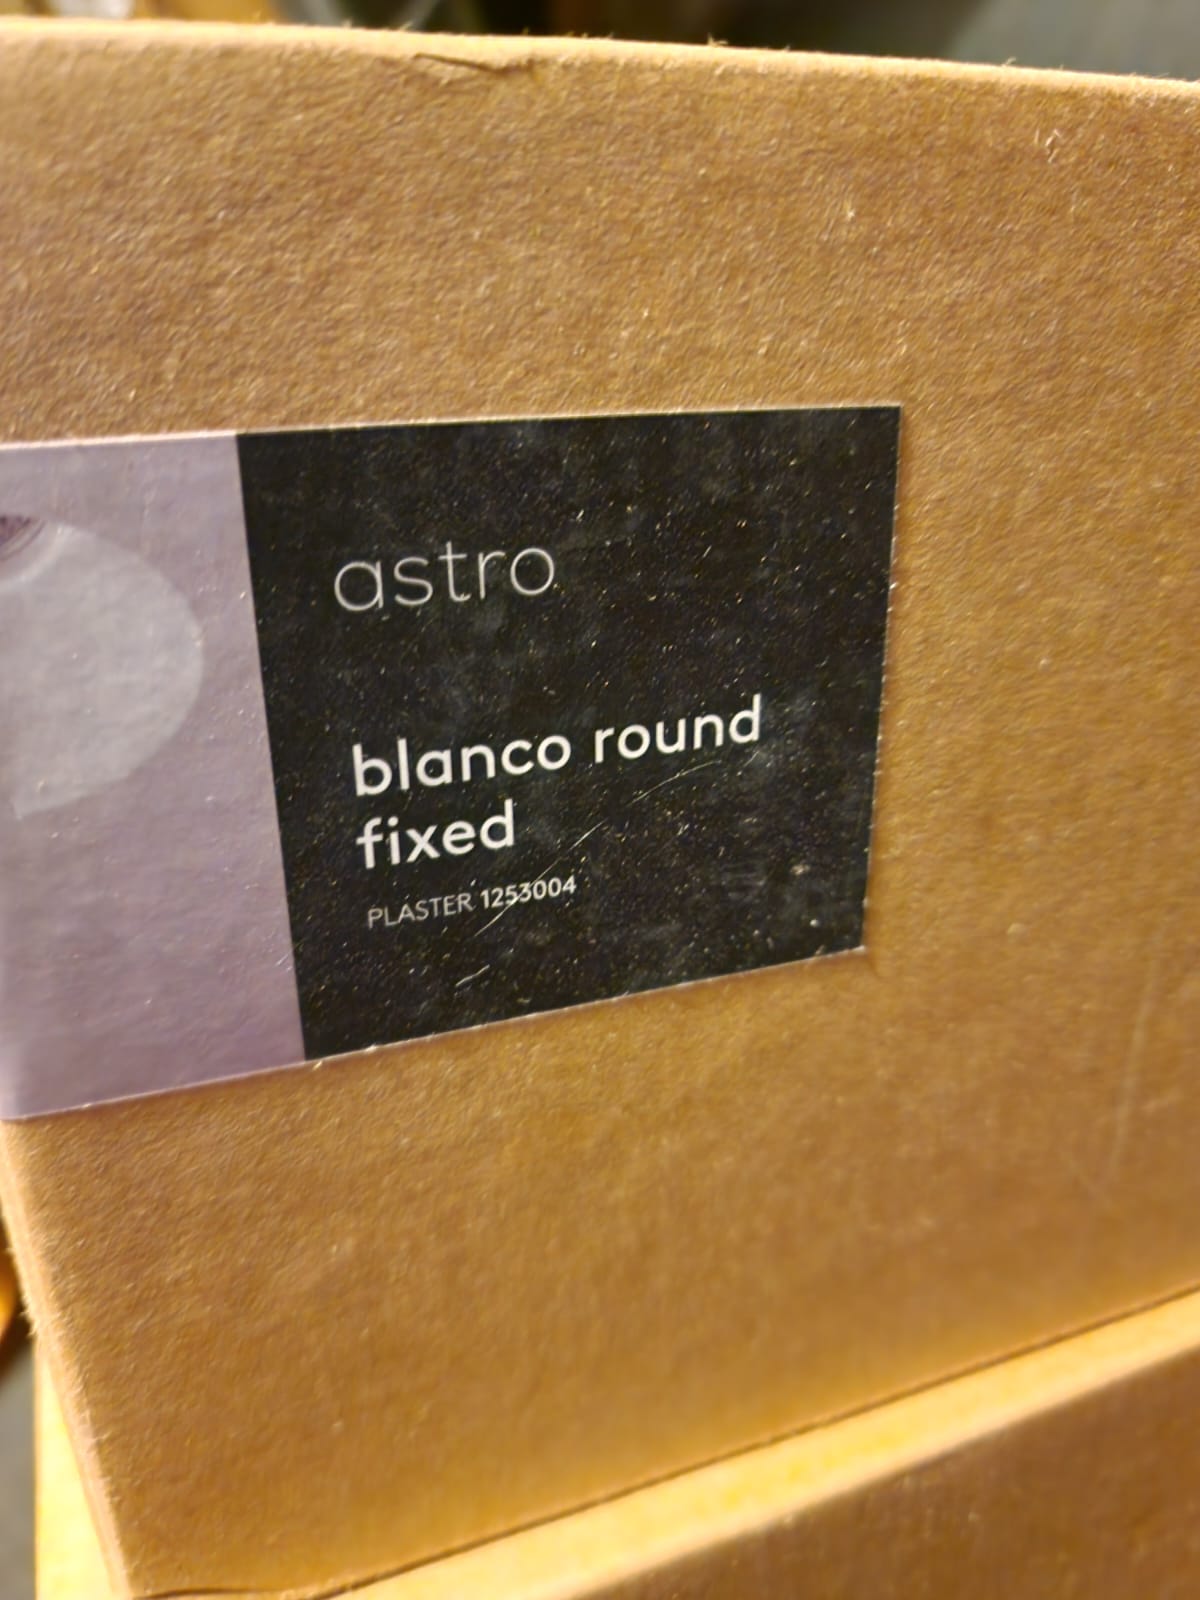 astro
blanco round
fixed
PLASTER 1253004